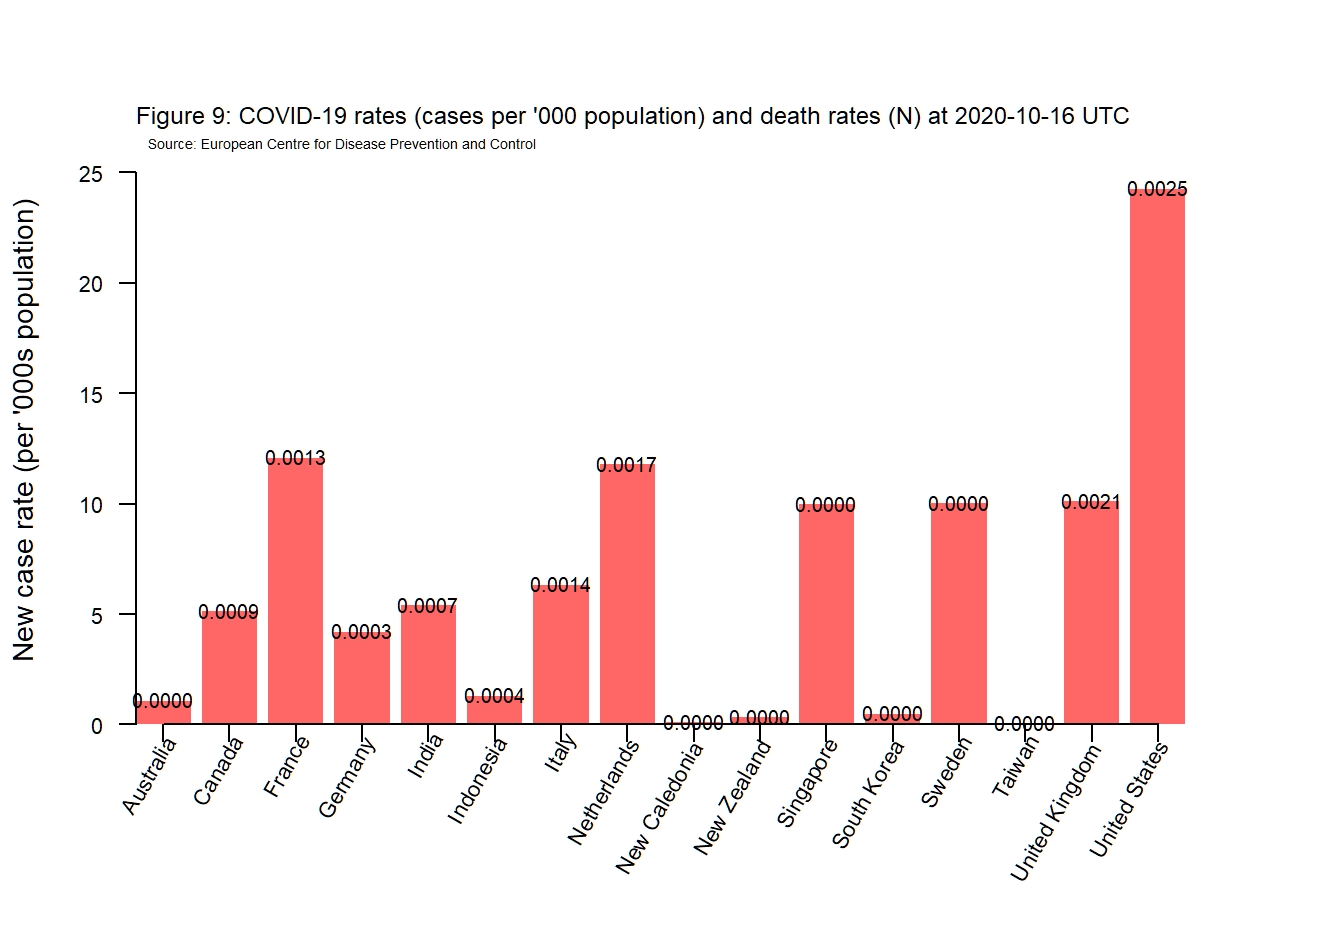 Figure 9: COVID-19 rates (cases per '000 population) and death rates (N) at 2020-10-16 UTC
Source: European Centre for Disease Prevention and Control
New case rate (per '000s population)
25
20
15
10
5
0
0.0000
0.0009
0.0013
0.0003
0.0007
0.0004
0.0014
0.0017
0.0000
0.0000
0.0000
0.0000
0.0000
0.0000
0.0021
0.0025
Australia
Canada
France
Germany
India
Indonesia
Italy
Netherlands
New Caledonia
New Zealand
Singapore
South Korea
Sweden
Taiwan
United Kingdom
United States